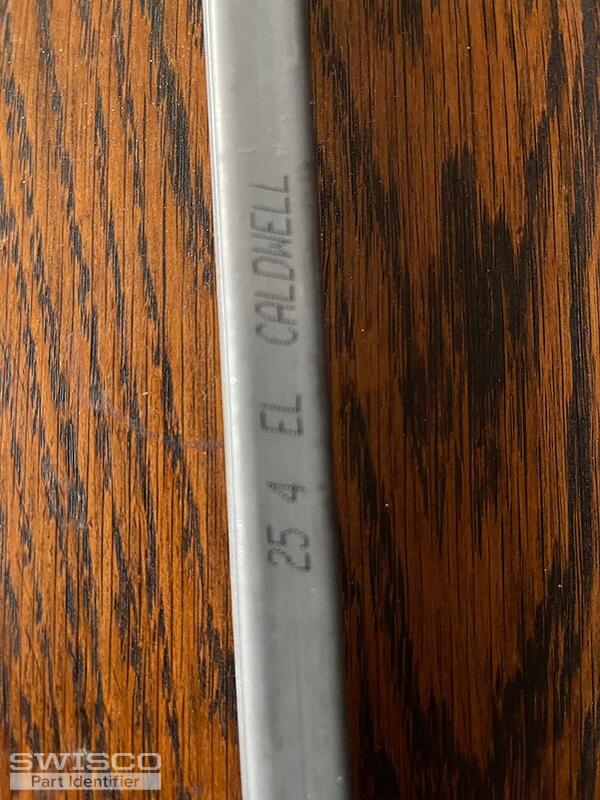 25 4 EL CALDWELL
SWISCO
Part Identifier